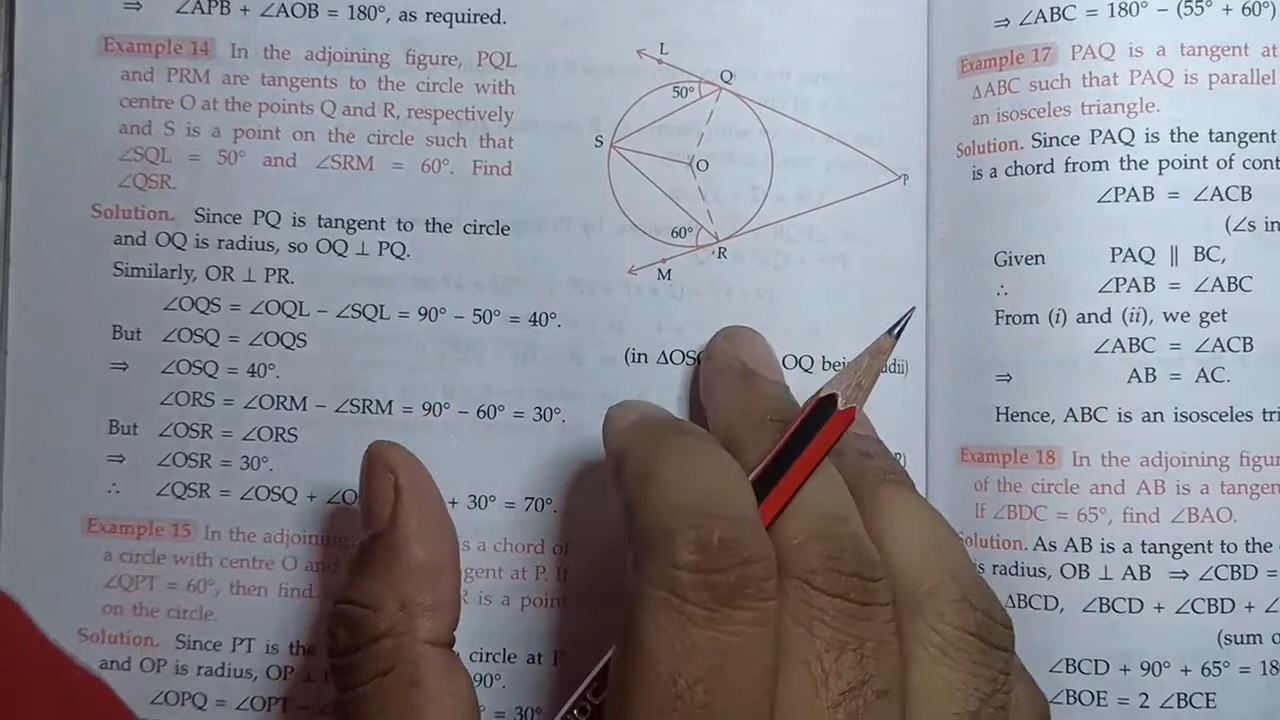 ⇒ ∠APB + ∠AOB = 180°, as required.
Example 14 In the adjoining figure, PQL
and PRM are tangents to the circle with
centre O at the points Q and R, respectively
and S is a point on the circle such that
∠SQL = 50° and ∠SRM = 60°. Find
∠QSR.
L
Q
50°
S
O
P
60°
R
M
Solution. Since PQ is tangent to the circle
and OQ is radius, so OQ ⊥ PQ.
Similarly, OR ⊥ PR.
∠OQS = ∠OQL – ∠SQL = 90° – 50° = 40°.
But ∠OSQ = ∠OQS
(in ΔOS OQ bei
⇒ ∠OSQ = 40°.
∠ORS = ∠ORM – ∠SRM = 90° – 60° = 30°.
But ∠OSR = ∠ORS
⇒ ∠OSR = 30°.
∴ ∠QSR = ∠OSQ + ∠O + 30° = 70°.
Example 15 In the adjoining is a chord of
a circle with centre O and gent at P. If
∠QPT = 60°, then find R is a point
on the circle.
Solution. Since PT is the circle at P
and OP is radius, OP 90°.
∠OPQ = ∠OPT – = 30°
⇒ ∠ABC = 180° – (55° + 60°)
Example 17 PAQ is a tangent at
ΔABC such that PAQ is parallel
an isosceles triangle.
Solution. Since PAQ is the tangent
is a chord from the point of cont
∠PAB = ∠ACB
(∠s in
Given PAQ ∥ BC,
∴ ∠PAB = ∠ABC
From (i) and (ii), we get
∠ABC = ∠ACB
⇒ AB = AC.
Hence, ABC is an isosceles tri
Example 18 In the adjoining figur
of the circle and AB is a tangen
If ∠BDC = 65°, find ∠BAO.
Solution. As AB is a tangent to the
is radius, OB ⊥ AB ⇒ ∠CBD =
ΔBCD, ∠BCD + ∠CBD + ∠
(sum o
∠BCD + 90° + 65° = 18
∠BOE = 2 ∠BCE